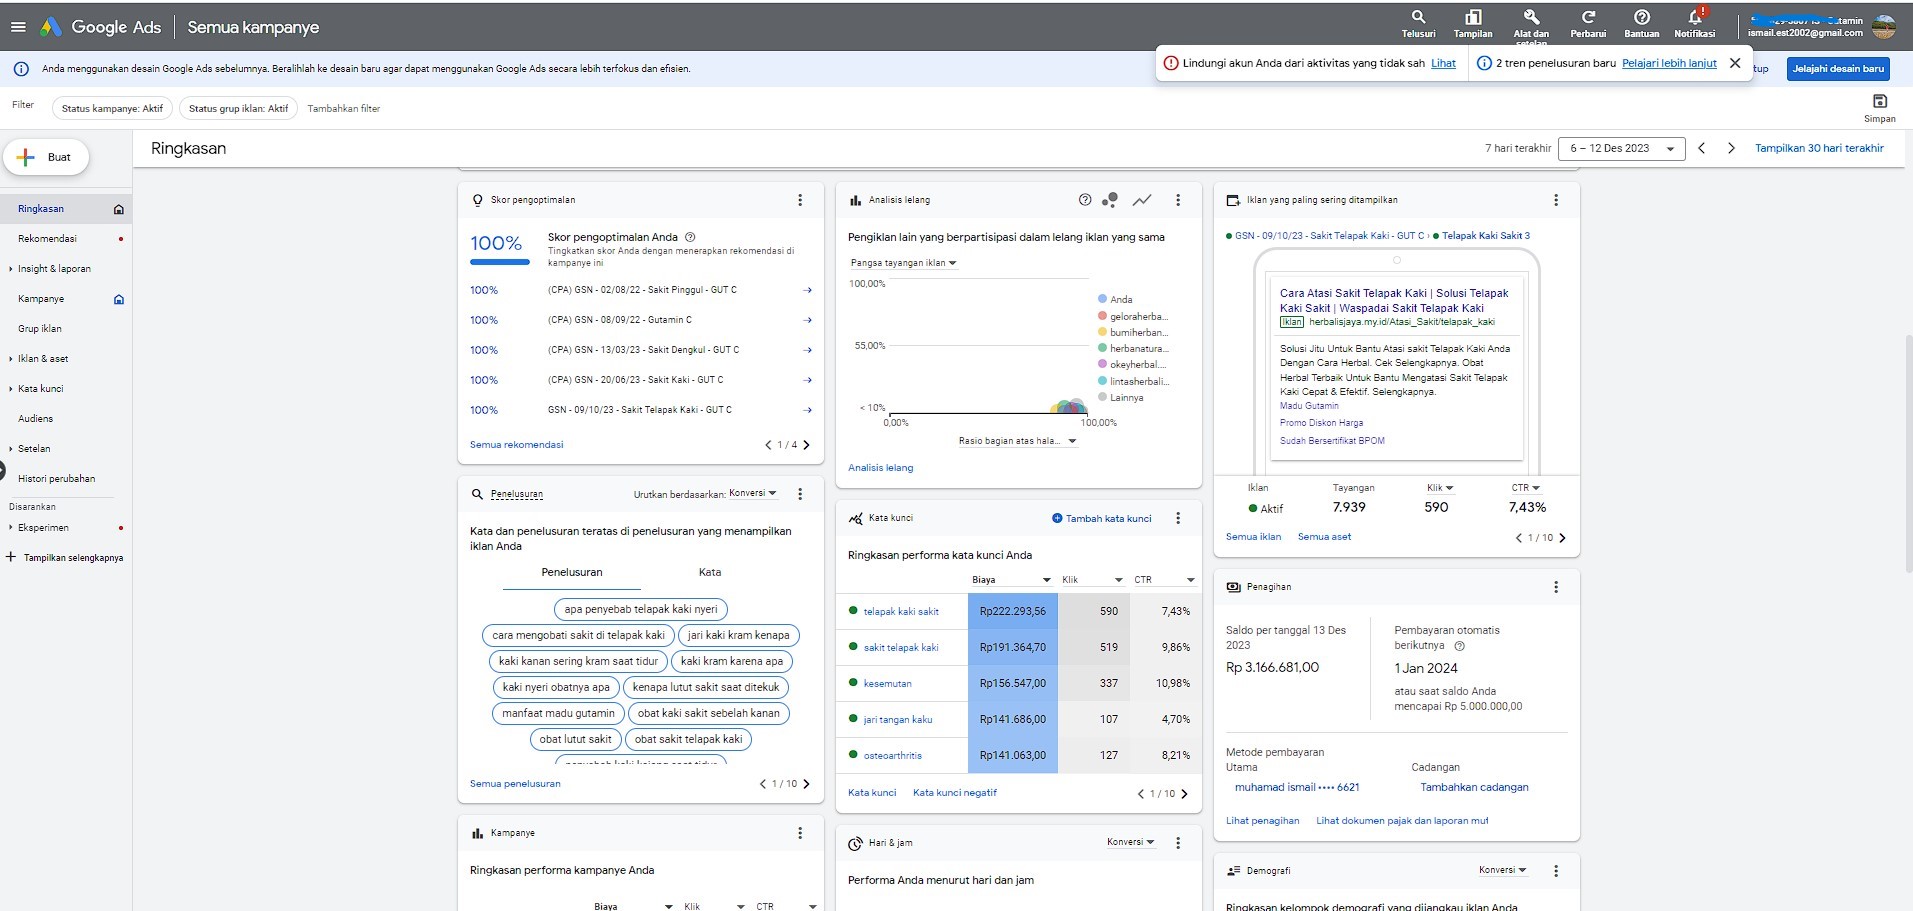 Google Ads
Semua kampanye
Telusuri
Tampilan
Alat dan setelan
Perbarui
Bantuan
Notifikasi
!
ismail.est2002@gmail.com
Anda menggunakan desain Google Ads sebelumnya. Beralihlah ke desain baru agar dapat menggunakan Google Ads secara lebih terfokus dan efisien.
Lindungi akun Anda dari aktivitas yang tidak sah Lihat
2 tren penelusuran baru Pelajari lebih lanjut
Jelajahi desain baru
Filter
Status kampanye: Aktif
Status grup iklan: Aktif
Tambahkan filter
Simpan
Buat
Ringkasan
7 hari terakhir
6 – 12 Des 2023
Tampilkan 30 hari terakhir
Ringkasan
Rekomendasi
Insight & laporan
Kampanye
Grup iklan
Iklan & aset
Kata kunci
Audiens
Setelan
Histori perubahan
Disarankan
Eksperimen
Tampilkan selengkapnya
Skor pengoptimalan
100%
Skor pengoptimalan Anda
Tingkatkan skor Anda dengan menerapkan rekomendasi di
kampanye ini
100% (CPA) GSN - 02/08/22 - Sakit Pinggul - GUT C
100% (CPA) GSN - 08/09/22 - Gutamin C
100% (CPA) GSN - 13/03/23 - Sakit Dengkul - GUT C
100% (CPA) GSN - 20/06/23 - Sakit Kaki - GUT C
100% GSN - 09/10/23 - Sakit Telapak Kaki - GUT C
Semua rekomendasi
1 / 4
Penelusuran
Urutkan berdasarkan: Konversi
Kata dan penelusuran teratas di penelusuran yang menampilkan
iklan Anda
Penelusuran
Kata
apa penyebab telapak kaki nyeri
cara mengobati sakit di telapak kaki
jari kaki kram kenapa
kaki kanan sering kram saat tidur
kaki kram karena apa
kaki nyeri obatnya apa
kenapa lutut sakit saat ditekuk
manfaat madu gutamin
obat kaki sakit sebelah kanan
obat lutut sakit
obat sakit telapak kaki
Semua penelusuran
1 / 10
Kampanye
Ringkasan performa kampanye Anda
Biaya
Klik
CTR
Analisis lelang
Pengiklan lain yang berpartisipasi dalam lelang iklan yang sama
Pangsa tayangan iklan
100,00%
55,00%
< 10%
0,00%
100,00%
Anda
geloraherba...
bumiherban...
herbanatura...
okeyherbal....
lintasherbali...
Lainnya
Rasio bagian atas hala...
Analisis lelang
Kata kunci
Tambah kata kunci
Ringkasan performa kata kunci Anda
Biaya
Klik
CTR
telapak kaki sakit Rp222.293,56 590 7,43%
sakit telapak kaki Rp191.364,70 519 9,86%
kesemutan Rp156.547,00 337 10,98%
jari tangan kaku Rp141.686,00 107 4,70%
osteoarthritis Rp141.063,00 127 8,21%
Kata kunci
Kata kunci negatif
1 / 10
Hari & jam
Konversi
Performa Anda menurut hari dan jam
Iklan yang paling sering ditampilkan
GSN - 09/10/23 - Sakit Telapak Kaki - GUT C › Telapak Kaki Sakit 3
Cara Atasi Sakit Telapak Kaki | Solusi Telapak
Kaki Sakit | Waspadai Sakit Telapak Kaki
Iklan herbalisjaya.my.id/Atasi_Sakit/telapak_kaki
Solusi Jitu Untuk Bantu Atasi sakit Telapak Kaki Anda
Dengan Cara Herbal. Cek Selengkapnya. Obat
Herbal Terbaik Untuk Bantu Mengatasi Sakit Telapak
Kaki Cepat & Efektif. Selengkapnya.
Madu Gutamin
Promo Diskon Harga
Sudah Bersertifikat BPOM
Iklan
Tayangan
Klik
CTR
Aktif
7.939
590
7,43%
Semua iklan
Semua aset
1 / 10
Penagihan
Saldo per tanggal 13 Des
2023
Rp 3.166.681,00
Pembayaran otomatis
berikutnya
1 Jan 2024
atau saat saldo Anda
mencapai Rp 5.000.000,00
Metode pembayaran
Utama
Cadangan
muhamad ismail •••• 6621
Tambahkan cadangan
Lihat penagihan
Lihat dokumen pajak dan laporan mut
Demografi
Konversi
Ringkasan kelompok demografi yang dijangkau iklan Anda